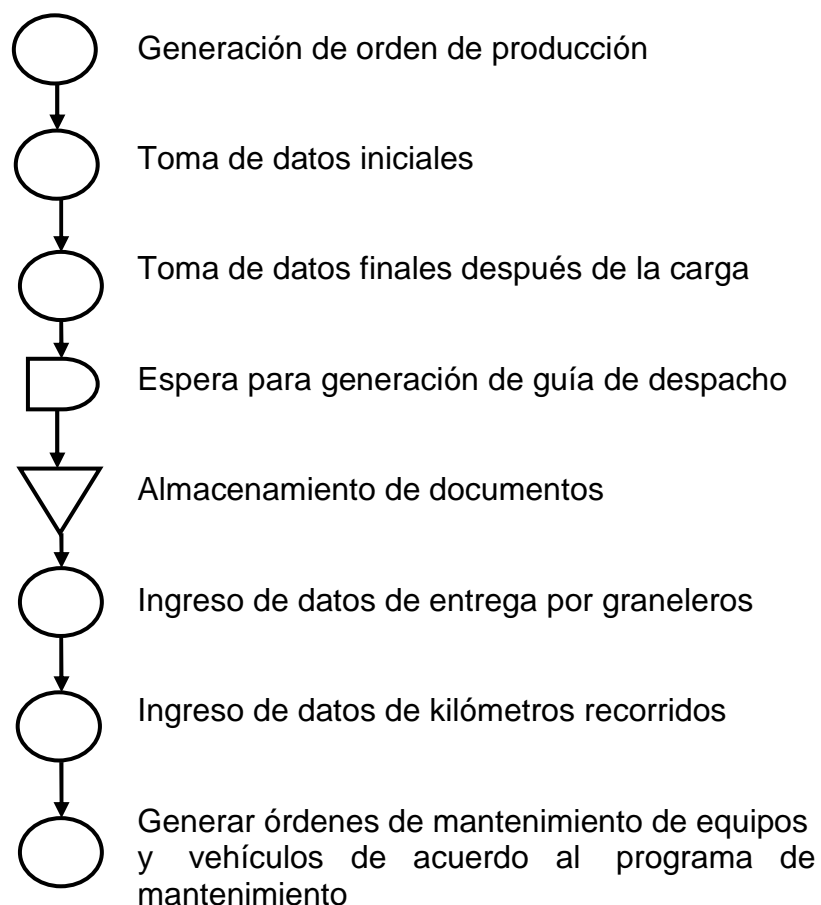 Generación de orden de producción
Toma de datos iniciales
Toma de datos finales después de la carga
Espera para generación de guía de despacho
Almacenamiento de documentos
Ingreso de datos de entrega por graneleros
Ingreso de datos de kilómetros recorridos
Generar órdenes de mantenimiento de equipos
y vehículos de acuerdo al programa de
mantenimiento